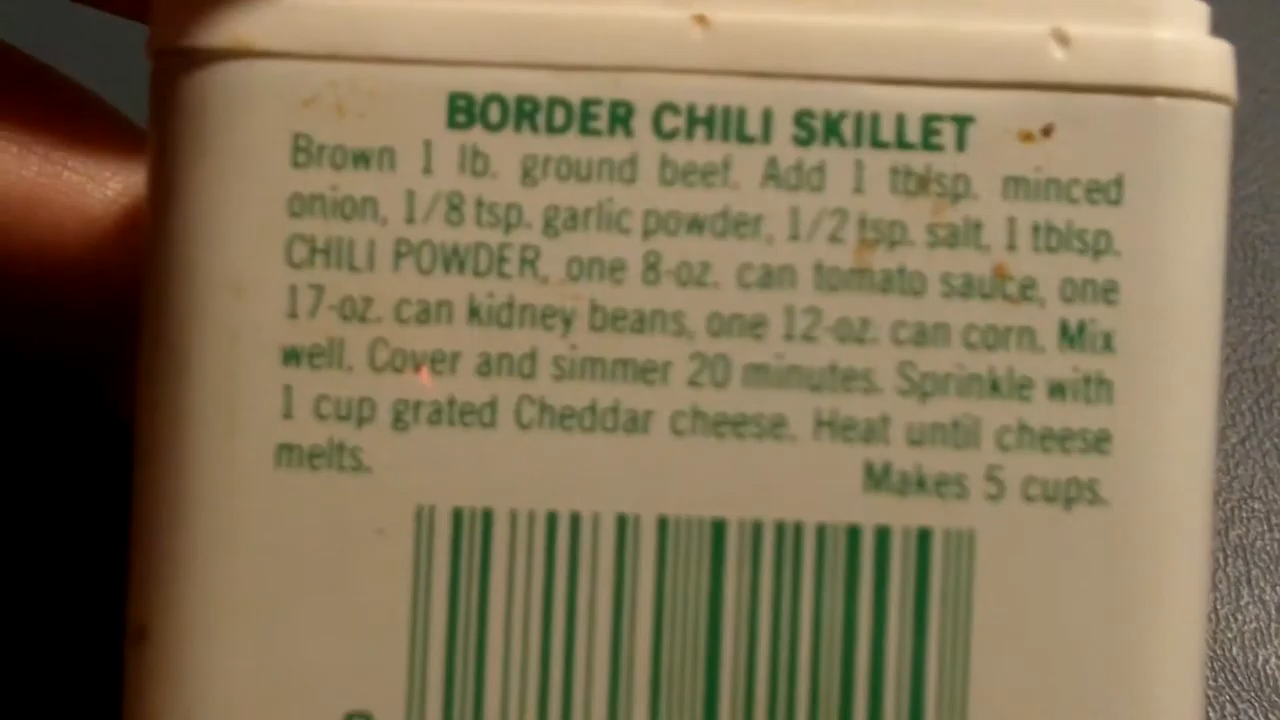 BORDER CHILI SKILLET
Brown 1 lb. ground beef. Add 1 tblsp. minced
onion, 1/8 tsp. garlic powder, 1/2 tsp. salt, 1 tblsp.
CHILI POWDER, one 8-oz. can tomato sauce, one
17-oz. can kidney beans, one 12-oz. can corn. Mix
well. Cover and simmer 20 minutes. Sprinkle with
1 cup grated Cheddar cheese. Heat until cheese
melts. Makes 5 cups.